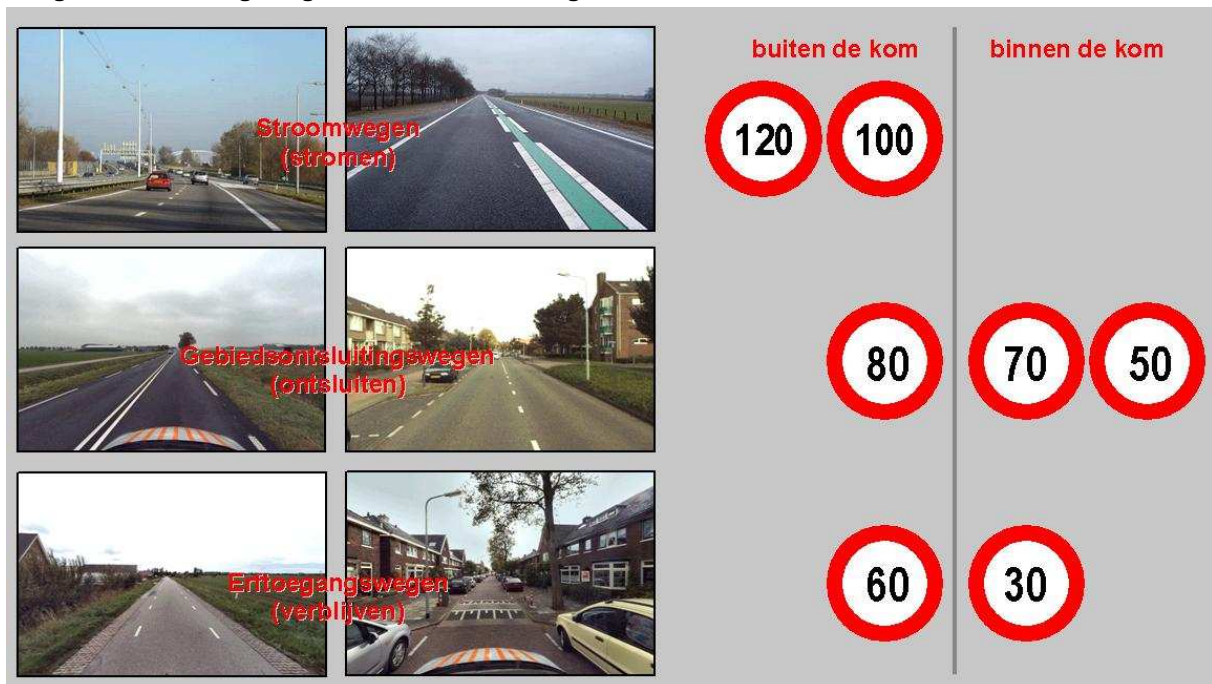 buiten de kom
binnen de kom
Stroomwegen
(stromen)
120
100
Gebiedsontsluitingswegen
(ontsluiten)
80
70
50
Erftoegangswegen
(verblijven)
60
30